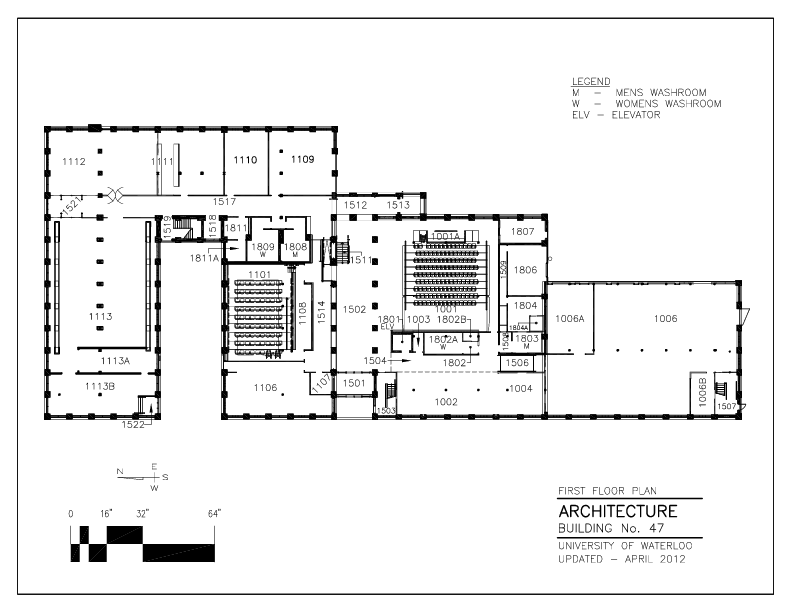 LEGEND
M – MENS WASHROOM
W – WOMENS WASHROOM
ELV – ELEVATOR
1112
1111
1110
1109
1521
1517
1512
1513
1519
1518
1811
1809
W
1808
M
1811A
1511
1001A
1807
1509
1806
1101
1108
1514
1502
1001
1113
1804
1804A
1006A
1006
1801
ELV
1003
1802B
1802A
W
1803
M
1504
1802
1506
1113A
1113B
1106
1107
1501
1503
1002
1004
1006B
1507
1522
N
E
S
W
0 16" 32" 64"
FIRST FLOOR PLAN
ARCHITECTURE
BUILDING No. 47
UNIVERSITY OF WATERLOO
UPDATED – APRIL 2012